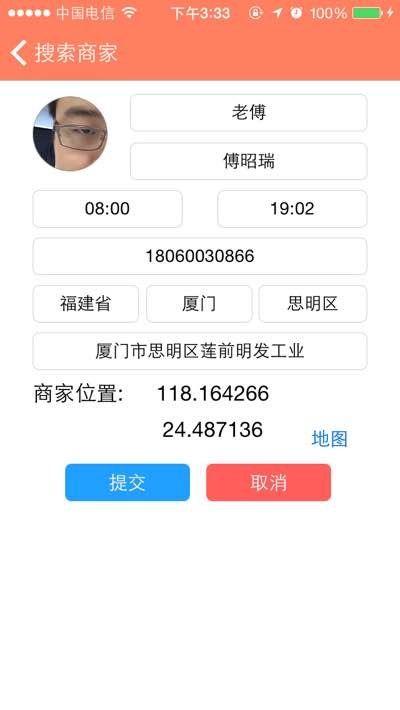 中国电信 下午3:33 100%
搜索商家
老傅
傅昭瑞
08:00 19:02
18060030866
福建省 厦门 思明区
厦门市思明区莲前明发工业
商家位置: 118.164266
24.487136
地图
提交 取消